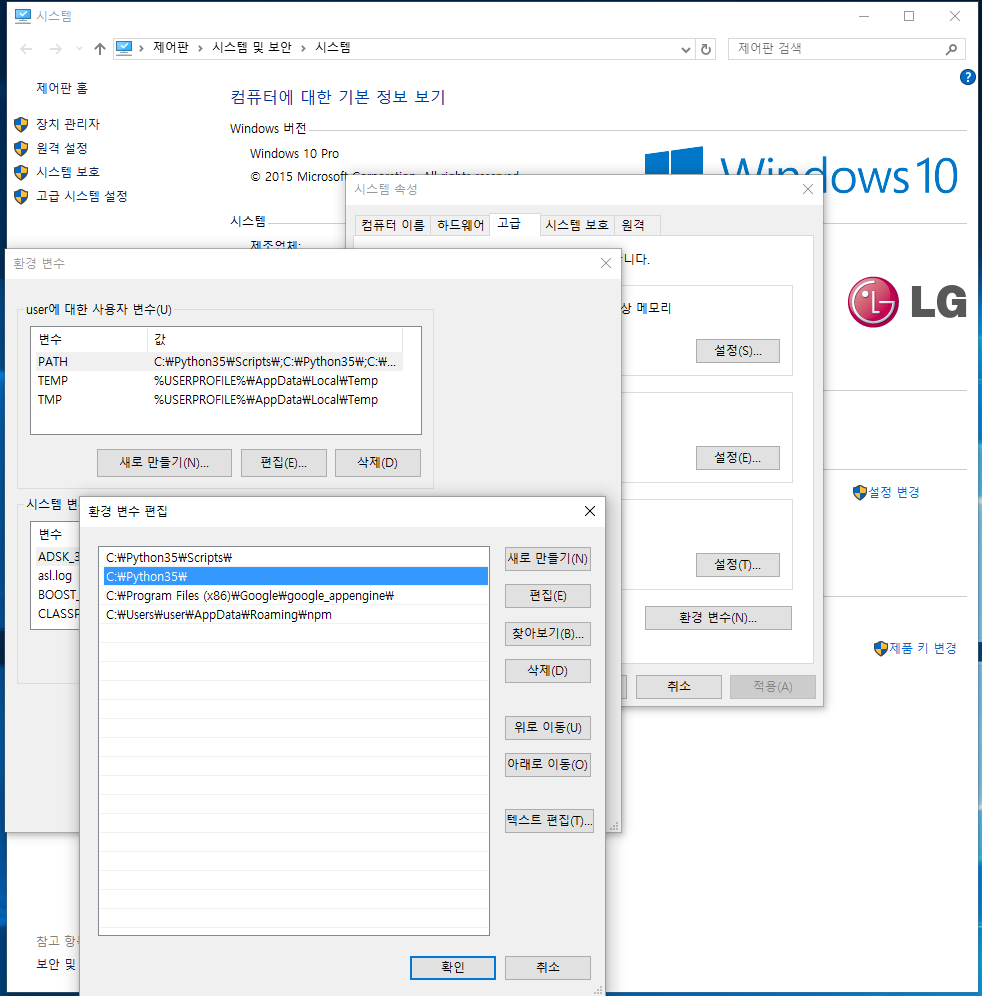 시스템
제어판 › 시스템 및 보안 › 시스템
제어판 검색
?
제어판 홈
장치 관리자
원격 설정
시스템 보호
고급 시스템 설정
컴퓨터에 대한 기본 정보 보기
Windows 버전
Windows 10 Pro
© 2015 Microsoft
Windows 10
시스템
제조업체:
LG
설정 변경
제품 키 변경
참고 항
보안 및
시스템 속성
컴퓨터 이름
하드웨어
고급
시스템 보호
원격
니다.
상 메모리
설정(S)...
설정(E)...
설정(T)...
환경 변수(N)...
취소
적용(A)
환경 변수
user에 대한 사용자 변수(U)
변수 값
PATH C:₩Python35₩Scripts₩;C:₩Python35₩;C:₩...
TEMP %USERPROFILE%₩AppData₩Local₩Temp
TMP %USERPROFILE%₩AppData₩Local₩Temp
새로 만들기(N)...
편집(E)...
삭제(D)
시스템 변
변수
ADSK_3
asl.log
BOOST_
CLASSP
환경 변수 편집
C:₩Python35₩Scripts₩
C:₩Python35₩
C:₩Program Files (x86)₩Google₩google_appengine₩
C:₩Users₩user₩AppData₩Roaming₩npm
새로 만들기(N)
편집(E)
찾아보기(B)...
삭제(D)
위로 이동(U)
아래로 이동(O)
텍스트 편집(T)...
확인
취소